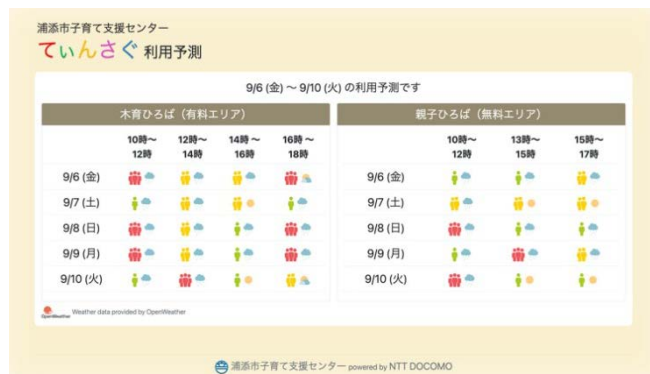 浦添市子育て支援センター
てぃんさぐ 利用予測
9/6 (金) ～ 9/10 (火) の利用予測です
木育ひろば（有料エリア）
10時～12時 12時～14時 14時～16時 16時～18時
9/6 (金)
9/7 (土)
9/8 (日)
9/9 (月)
9/10 (火)
親子ひろば（無料エリア）
10時～12時 13時～15時 15時～17時
9/6 (金)
9/7 (土)
9/8 (日)
9/9 (月)
9/10 (火)
OpenWeather Weather data provided by OpenWeather
浦添市子育て支援センター powered by NTT DOCOMO